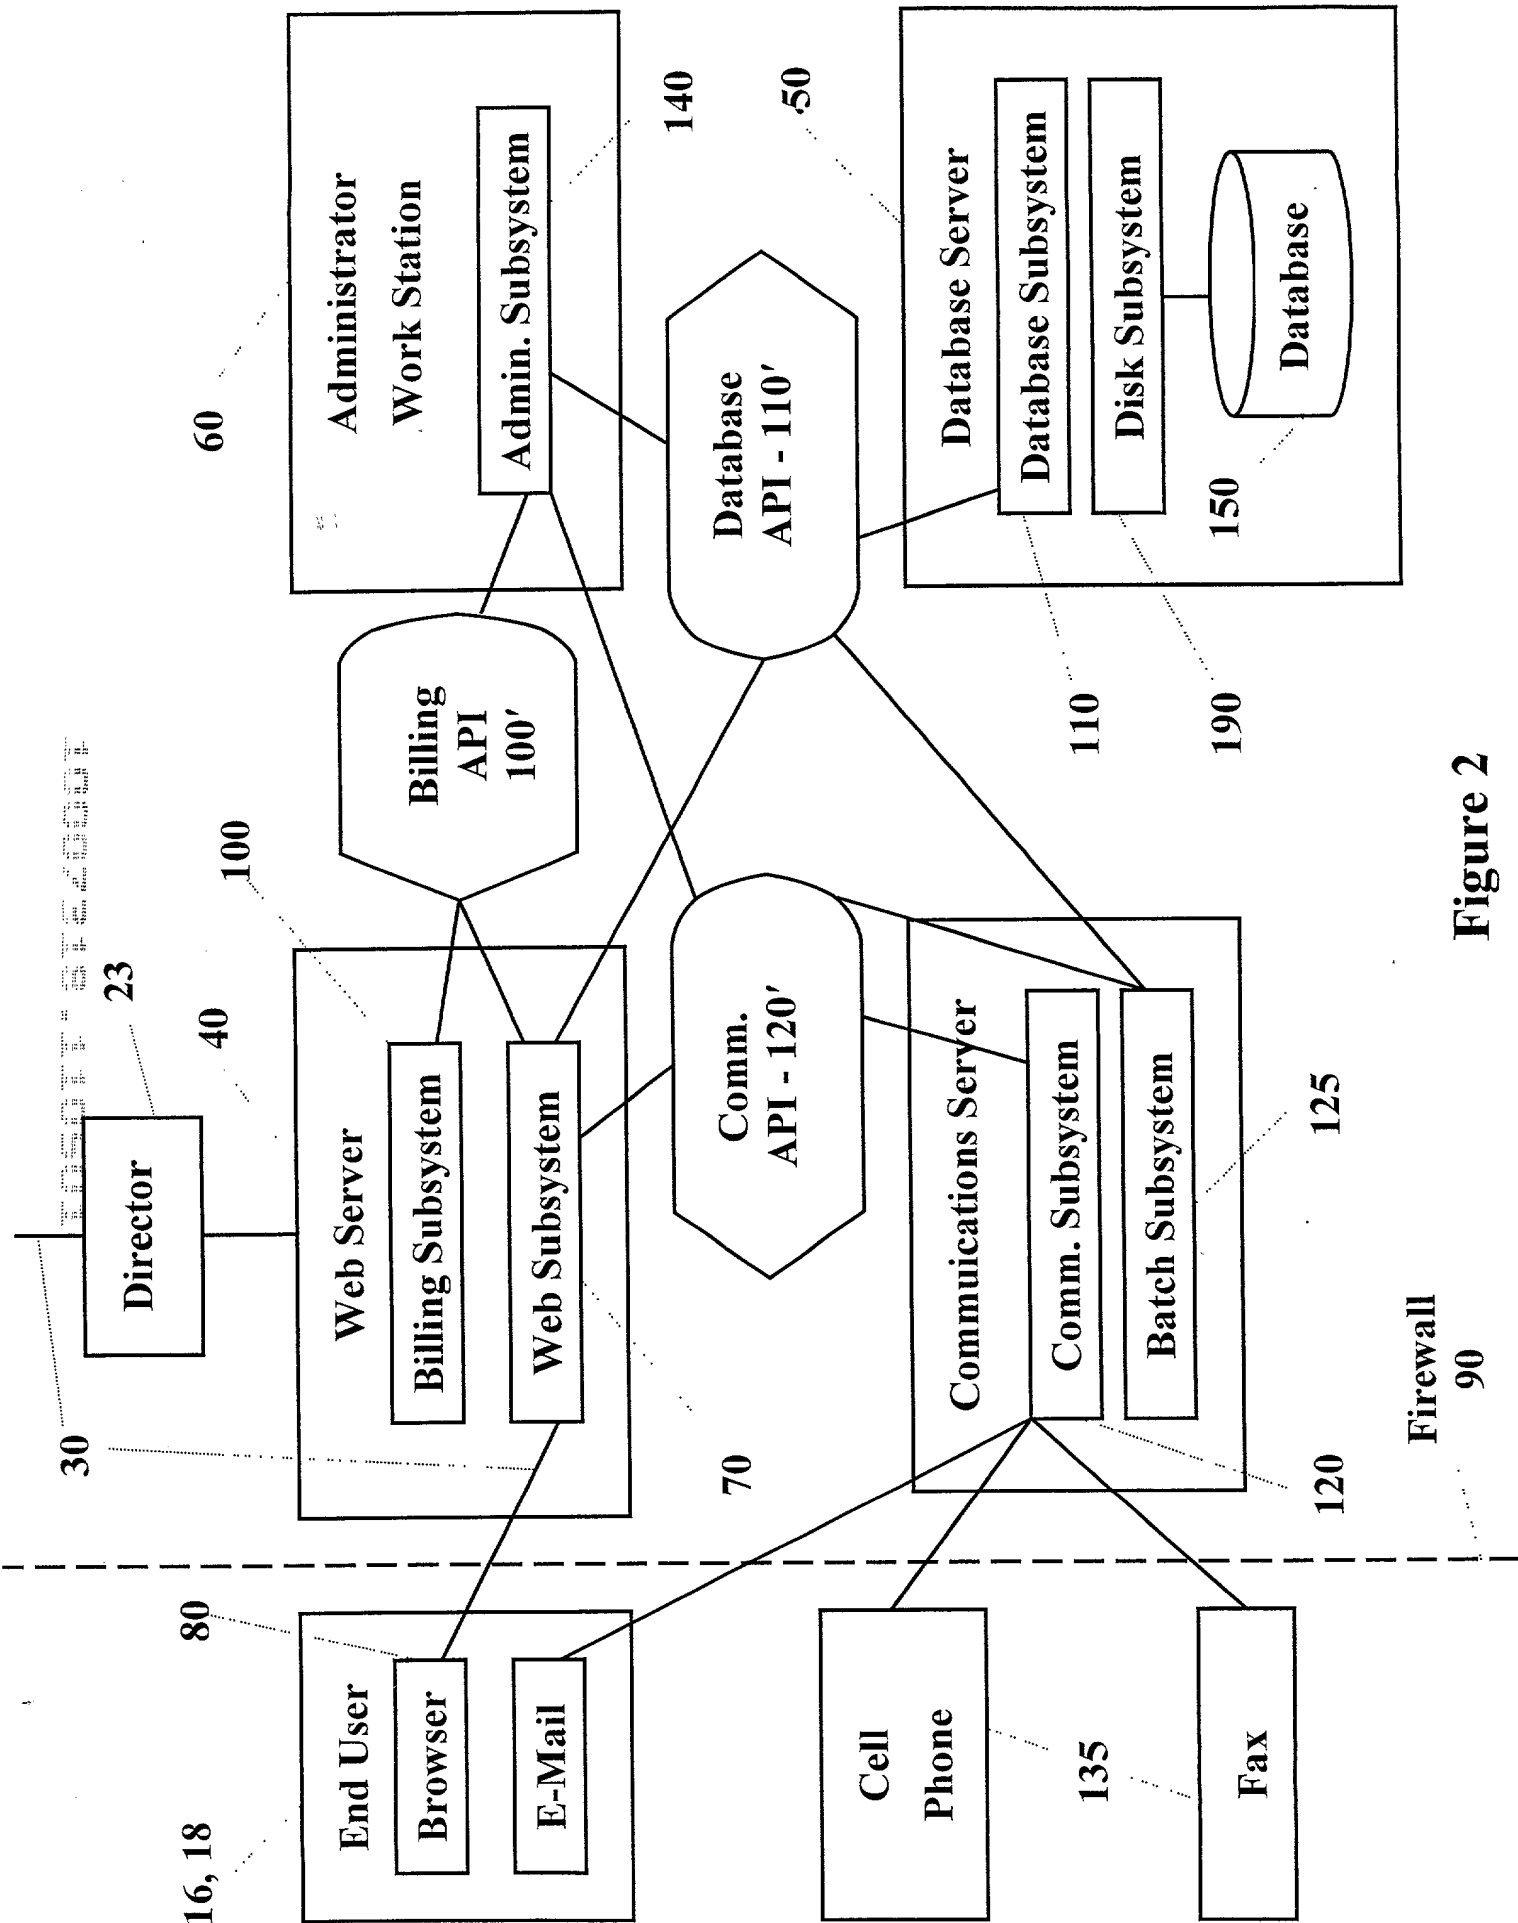 30
23
16, 18
80
40
100
60
Director
End User
Browser
E-Mail
Web Server
Billing Subsystem
Web Subsystem
Billing
API
100′
Administrator
Work Station
Admin. Subsystem
70
140
Comm.
API - 120′
Database
API - 110′
50
Cell
Phone
135
Fax
Commuications Server
Comm. Subsystem
Batch Subsystem
120
125
Database Server
Database Subsystem
Disk Subsystem
Database
110
190
150
Firewall
90
Figure 2